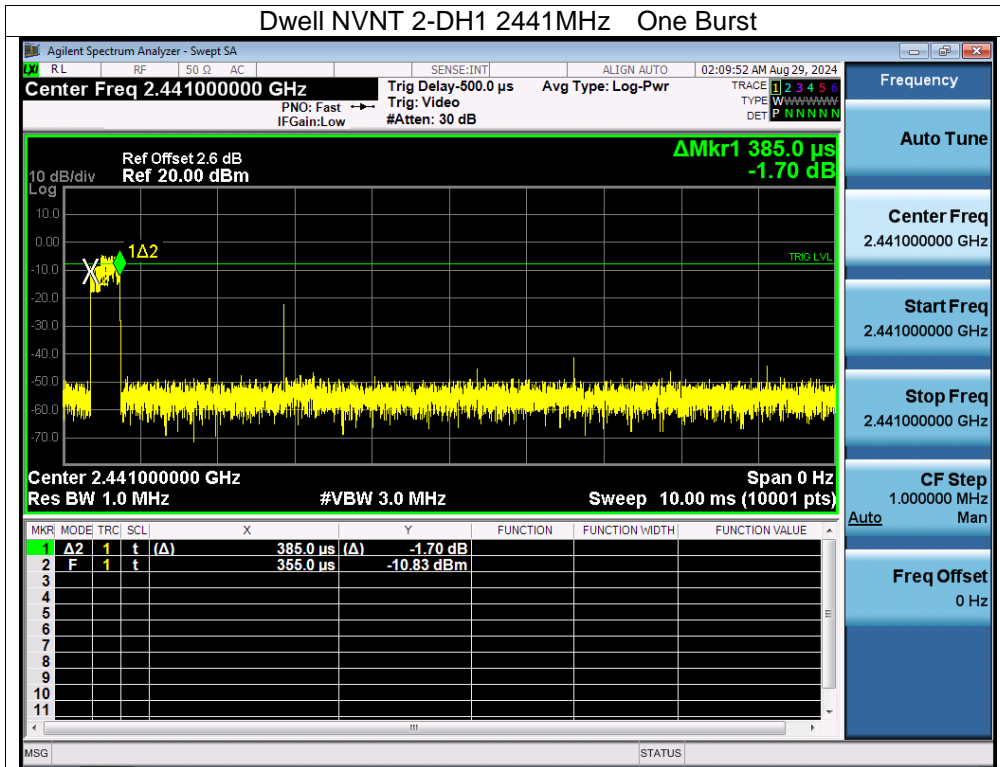 Dwell NVNT 2-DH1 2441MHz One Burst
Agilent Spectrum Analyzer - Swept SA
LXI RL RF 50 Ω AC SENSE:INT ALIGN AUTO 02:09:52 AM Aug 29, 2024
Center Freq 2.441000000 GHz
PNO: Fast
IFGain:Low
Trig Delay-500.0 µs
Trig: Video
#Atten: 30 dB
Avg Type: Log-Pwr
TRACE 1 2 3 4 5 6
TYPE WWWWWW
DET P N N N N N
Frequency
Auto Tune
Center Freq
2.441000000 GHz
Start Freq
2.441000000 GHz
Stop Freq
2.441000000 GHz
CF Step
1.000000 MHz
Auto Man
Freq Offset
0 Hz
ΔMkr1 385.0 µs
-1.70 dB
Ref Offset 2.6 dB
10 dB/div Ref 20.00 dBm
Log
10.0
0.00
-10.0
-20.0
-30.0
-40.0
-50.0
-60.0
-70.0
1Δ2
X
TRIG LVL
Center 2.441000000 GHz Span 0 Hz
Res BW 1.0 MHz #VBW 3.0 MHz Sweep 10.00 ms (10001 pts)
MKR MODE TRC SCL X Y FUNCTION FUNCTION WIDTH FUNCTION VALUE
1 Δ2 1 t (Δ) 385.0 µs (Δ) -1.70 dB
2 F 1 t 355.0 µs -10.83 dBm
3
4
5
6
7
8
9
10
11
MSG STATUS